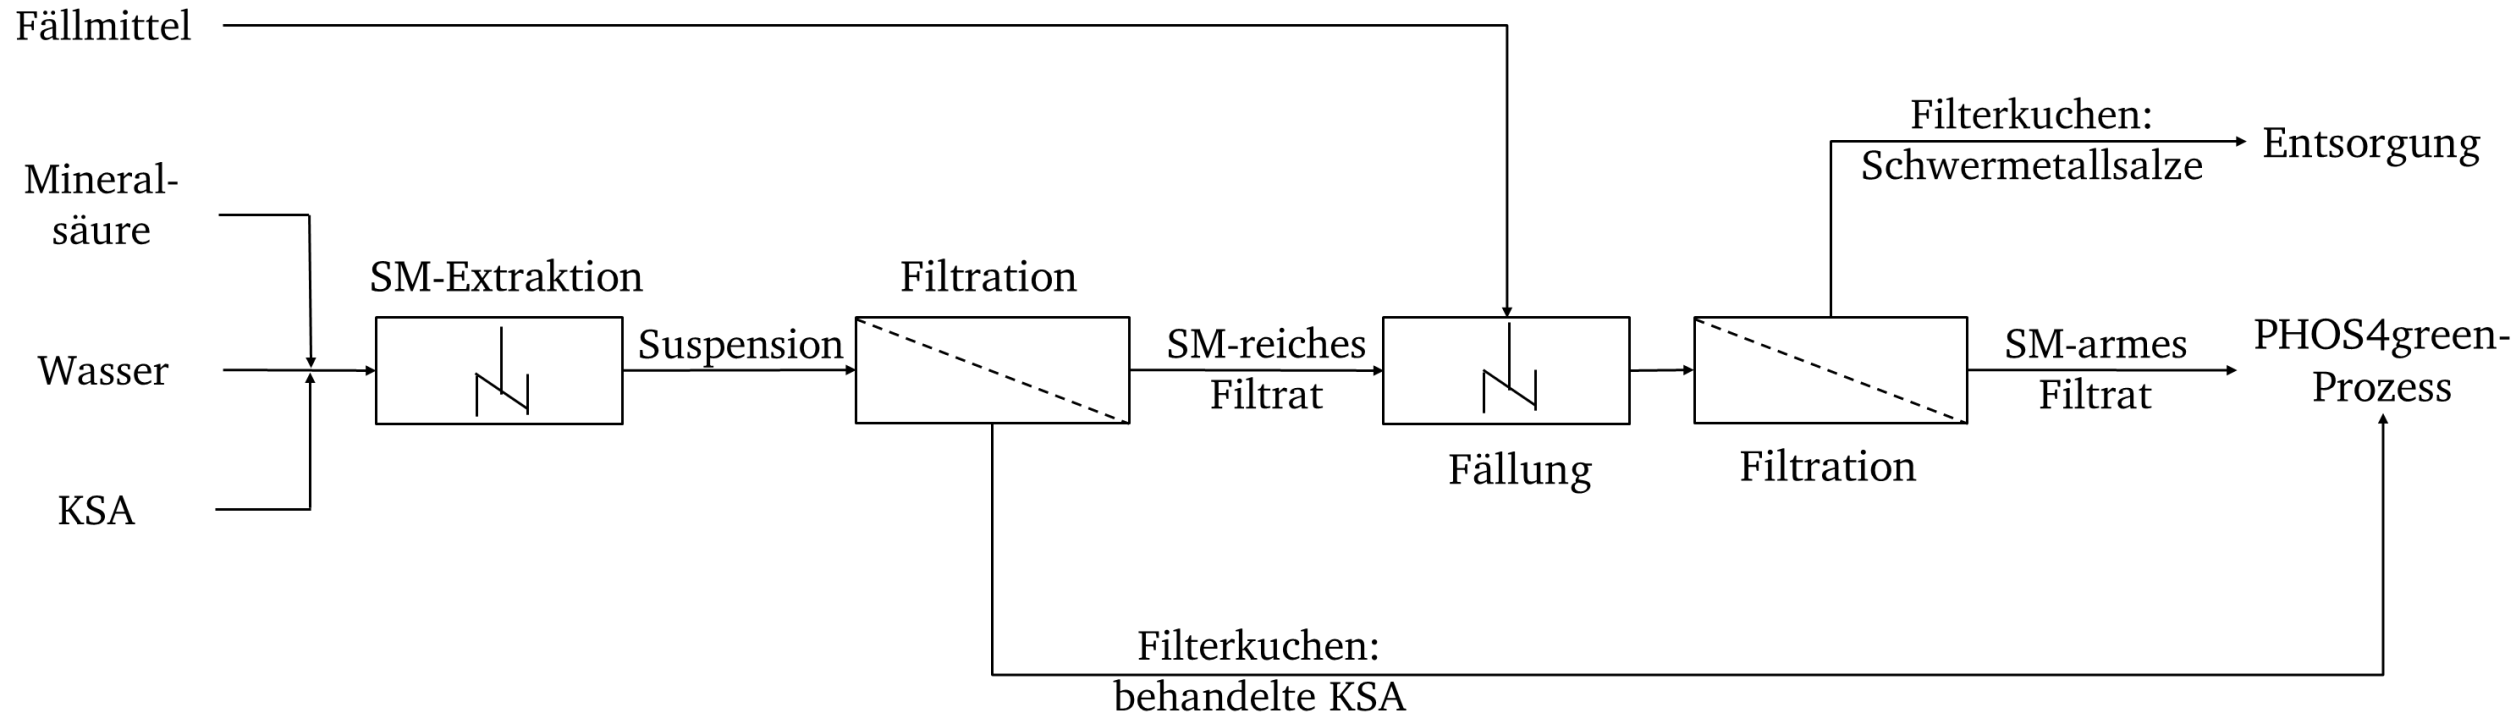 Fällmittel
Filterkuchen:
Schwermetallsalze
Entsorgung
Mineral-
säure
SM-Extraktion
Filtration
Wasser
Suspension
SM-reiches
Filtrat
Fällung
Filtration
SM-armes
Filtrat
PHOS4green-
Prozess
KSA
Filterkuchen:
behandelte KSA